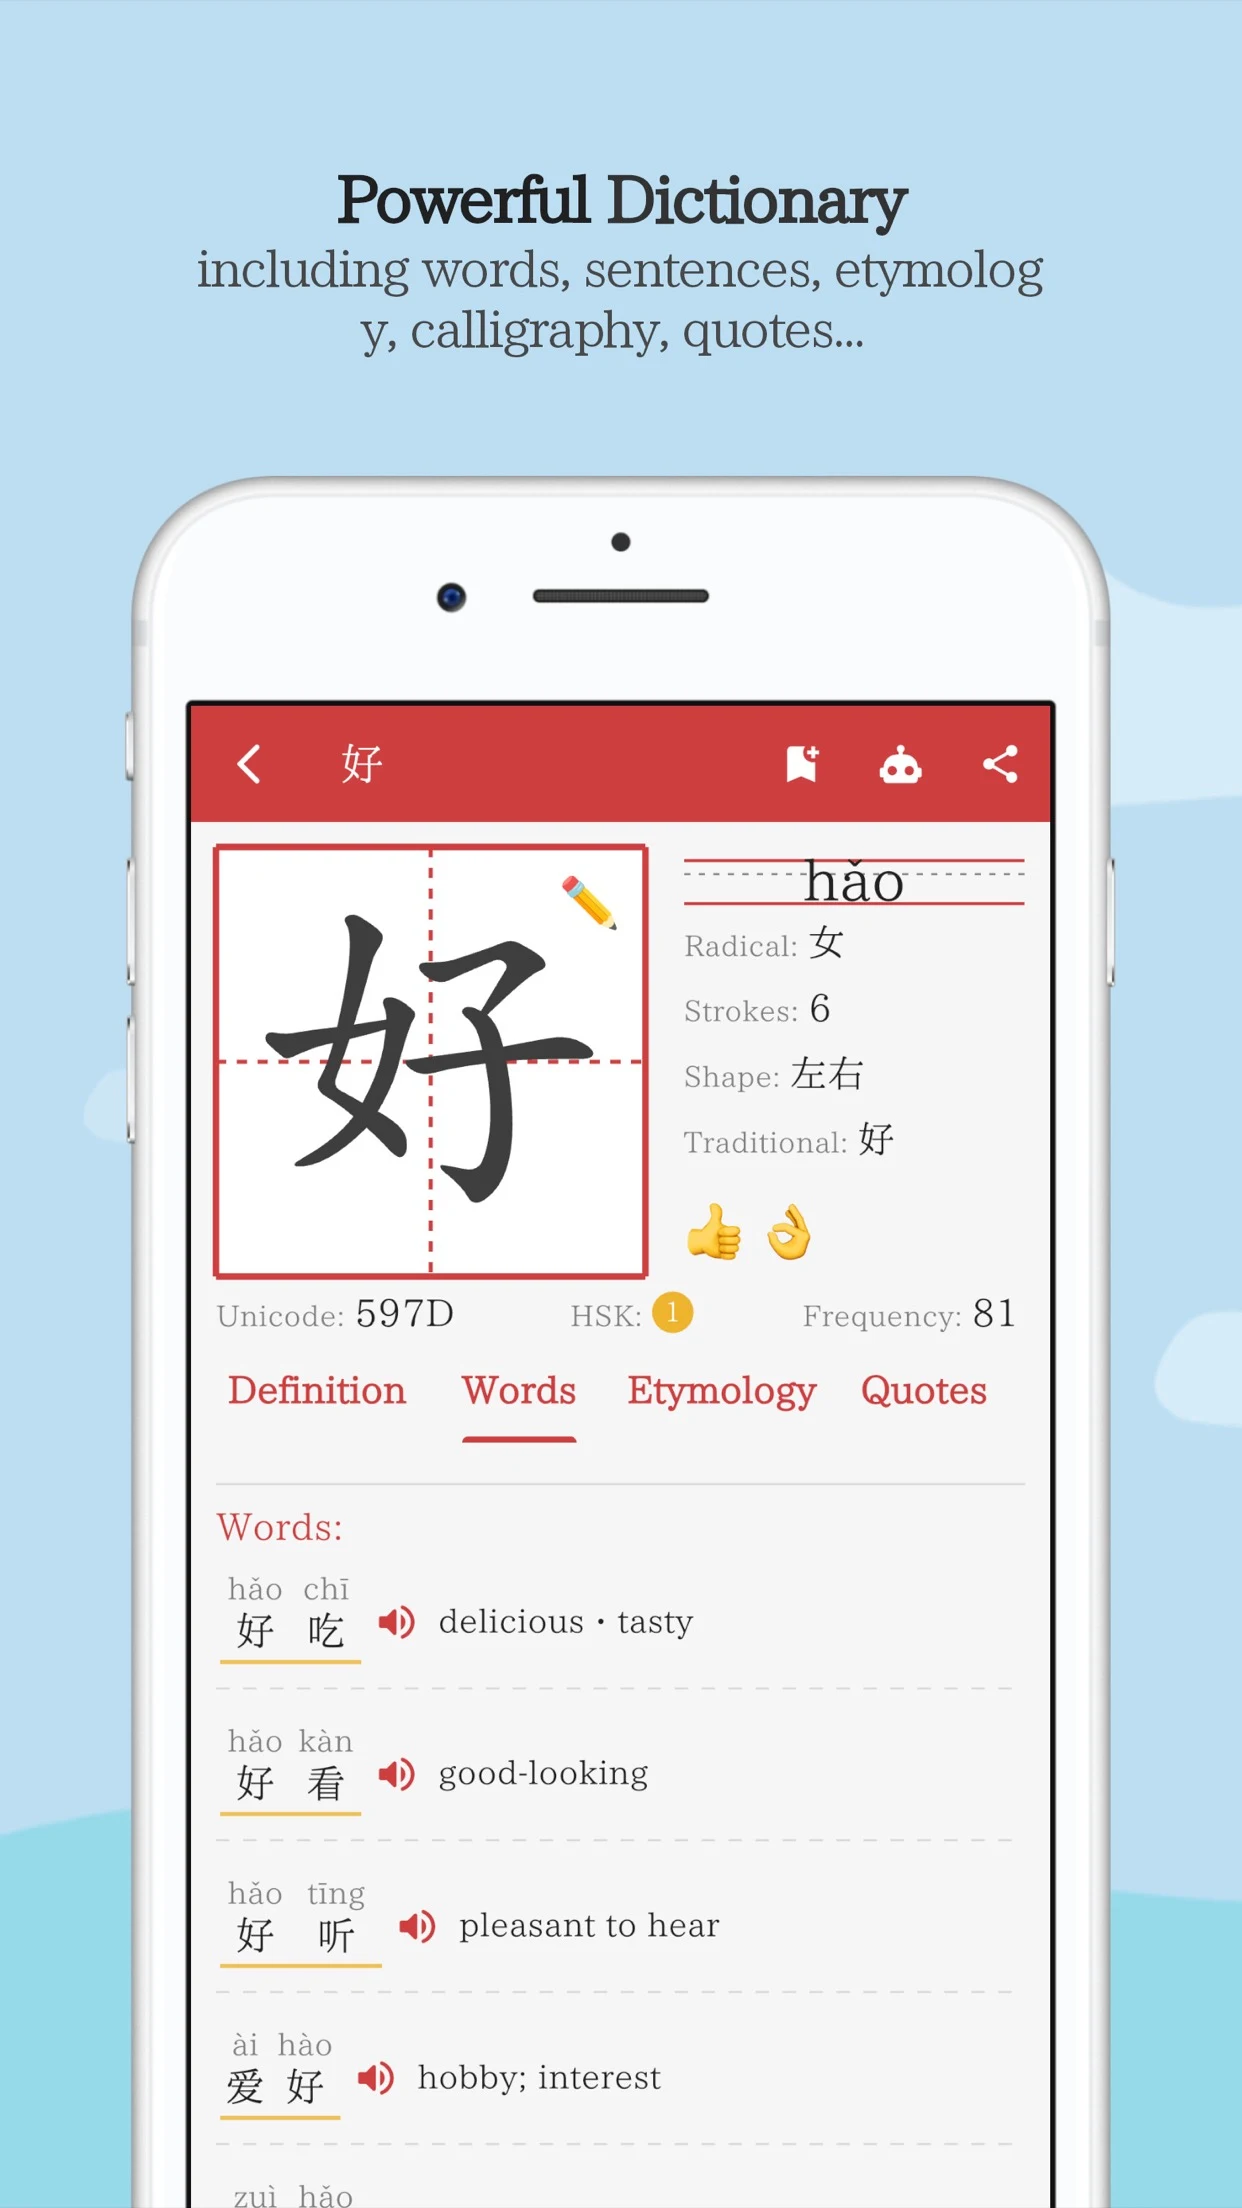 Powerful Dictionary
including words, sentences, etymolog
y, calligraphy, quotes...
好
好
hǎo
Radical: 女
Strokes: 6
Shape: 左右
Traditional: 好
Unicode: 597D HSK: 1 Frequency: 81
Definition Words Etymology Quotes
Words:
hǎo chī
好 吃 delicious · tasty
hǎo kàn
好 看 good-looking
hǎo tīng
好 听 pleasant to hear
ài hào
爱 好 hobby; interest
zuì hǎo